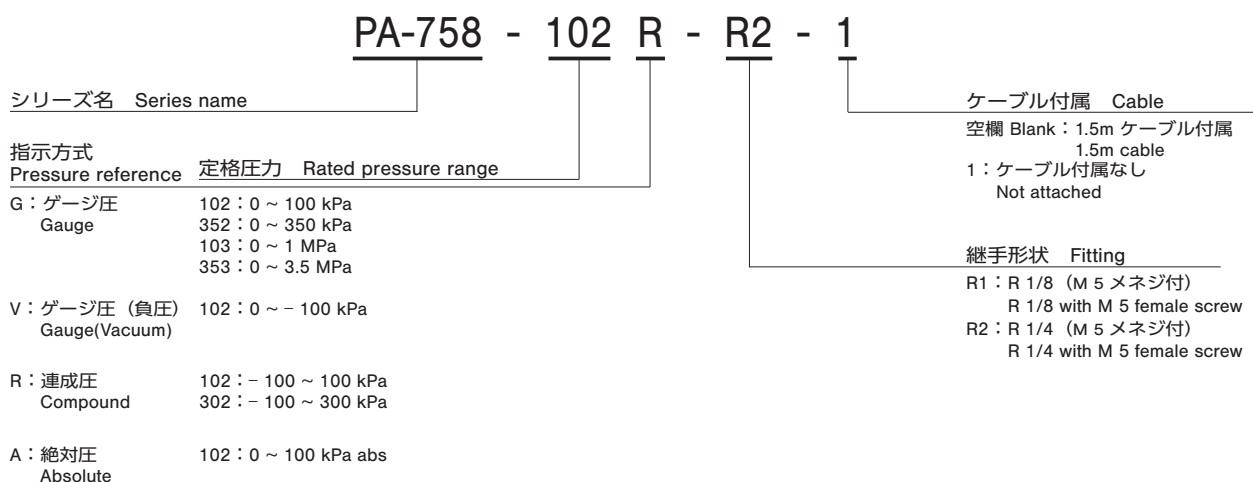 PA-758 - 102 R - R2 - 1
シリーズ名 Series name
指示方式
Pressure reference
定格圧力 Rated pressure range
G：ゲージ圧 102：0 ~ 100 kPa
Gauge 352：0 ~ 350 kPa
103：0 ~ 1 MPa
353：0 ~ 3.5 MPa
V：ゲージ圧（負圧） 102：0 ~ − 100 kPa
Gauge(Vacuum)
R：連成圧 102：− 100 ~ 100 kPa
Compound 302：− 100 ~ 300 kPa
A：絶対圧 102：0 ~ 100 kPa abs
Absolute
ケーブル付属 Cable
空欄 Blank：1.5m ケーブル付属
1.5m cable
1：ケーブル付属なし
Not attached
継手形状 Fitting
R1：R 1/8（M 5 メネジ付）
R 1/8 with M 5 female screw
R2：R 1/4（M 5 メネジ付）
R 1/4 with M 5 female screw